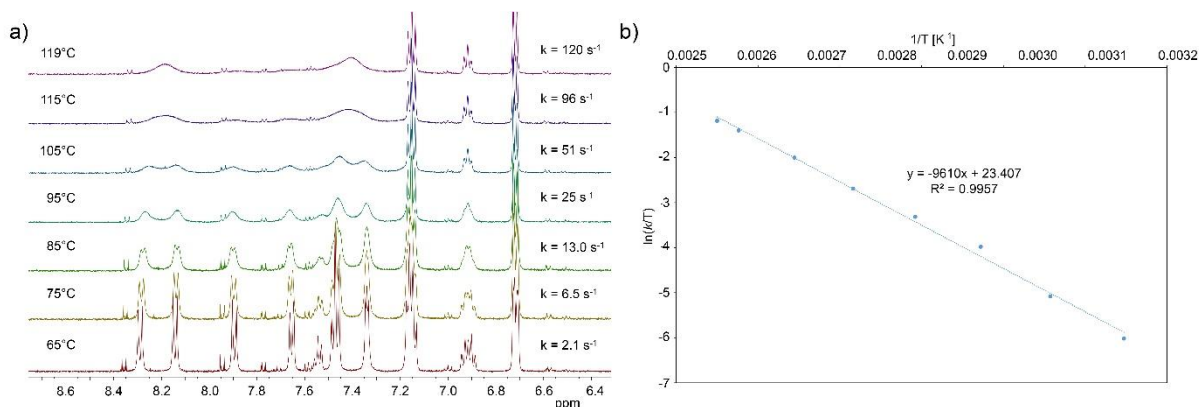 a)
119°C k = 120 s⁻¹
115°C k = 96 s⁻¹
105°C k = 51 s⁻¹
95°C k = 25 s⁻¹
85°C k = 13.0 s⁻¹
75°C k = 6.5 s⁻¹
65°C k = 2.1 s⁻¹
8.6 8.4 8.2 8.0 7.8 7.6 7.4 7.2 7.0 6.8 6.6 6.4
ppm
b)
1/T [K⁻¹]
0.0025 0.0026 0.0027 0.0028 0.0029 0.0030 0.0031 0.0032
0
-1
-2
-3
-4
-5
-6
-7
ln(k/T)
y = -9610x + 23.407
R² = 0.9957